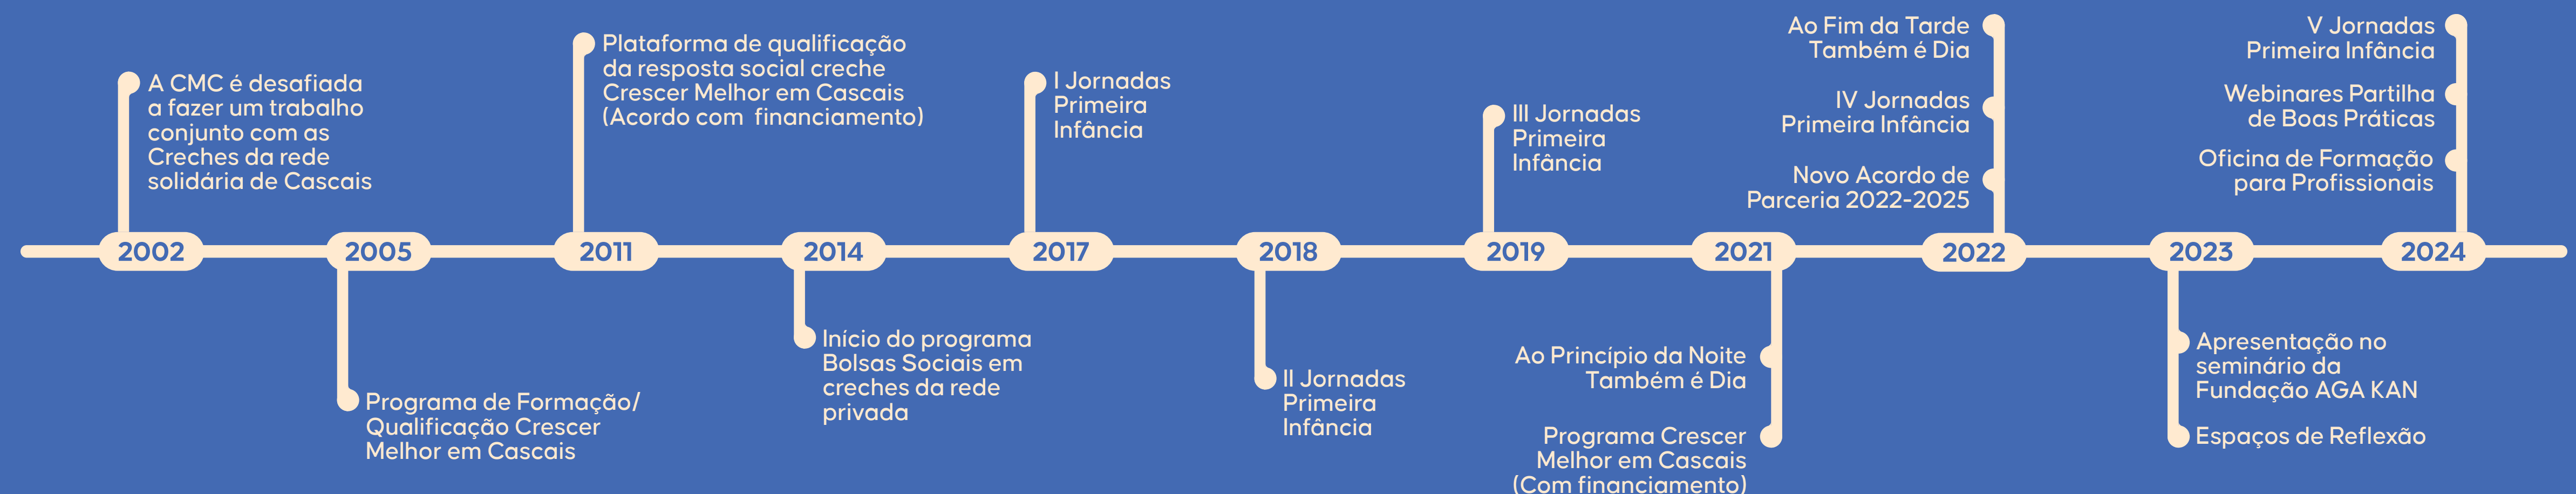 A CMC é desafiada
a fazer um trabalho
conjunto com as
Creches da rede
solidária de Cascais
2002
2005
Programa de Formação/
Qualificação Crescer
Melhor em Cascais
Plataforma de qualificação
da resposta social creche
Crescer Melhor em Cascais
(Acordo com financiamento)
2011
2014
Início do programa
Bolsas Sociais em
creches da rede
privada
I Jornadas
Primeira
Infância
2017
2018
II Jornadas
Primeira
Infância
III Jornadas
Primeira
Infância
2019
2021
Ao Princípio da Noite
Também é Dia
Programa Crescer
Melhor em Cascais
(Com financiamento)
Ao Fim da Tarde
Também é Dia
IV Jornadas
Primeira Infância
Novo Acordo de
Parceria 2022-2025
2022
2023
Apresentação no
seminário da
Fundação AGA KAN
Espaços de Reflexão
V Jornadas
Primeira Infância
Webinares Partilha
de Boas Práticas
Oficina de Formação
para Profissionais
2024